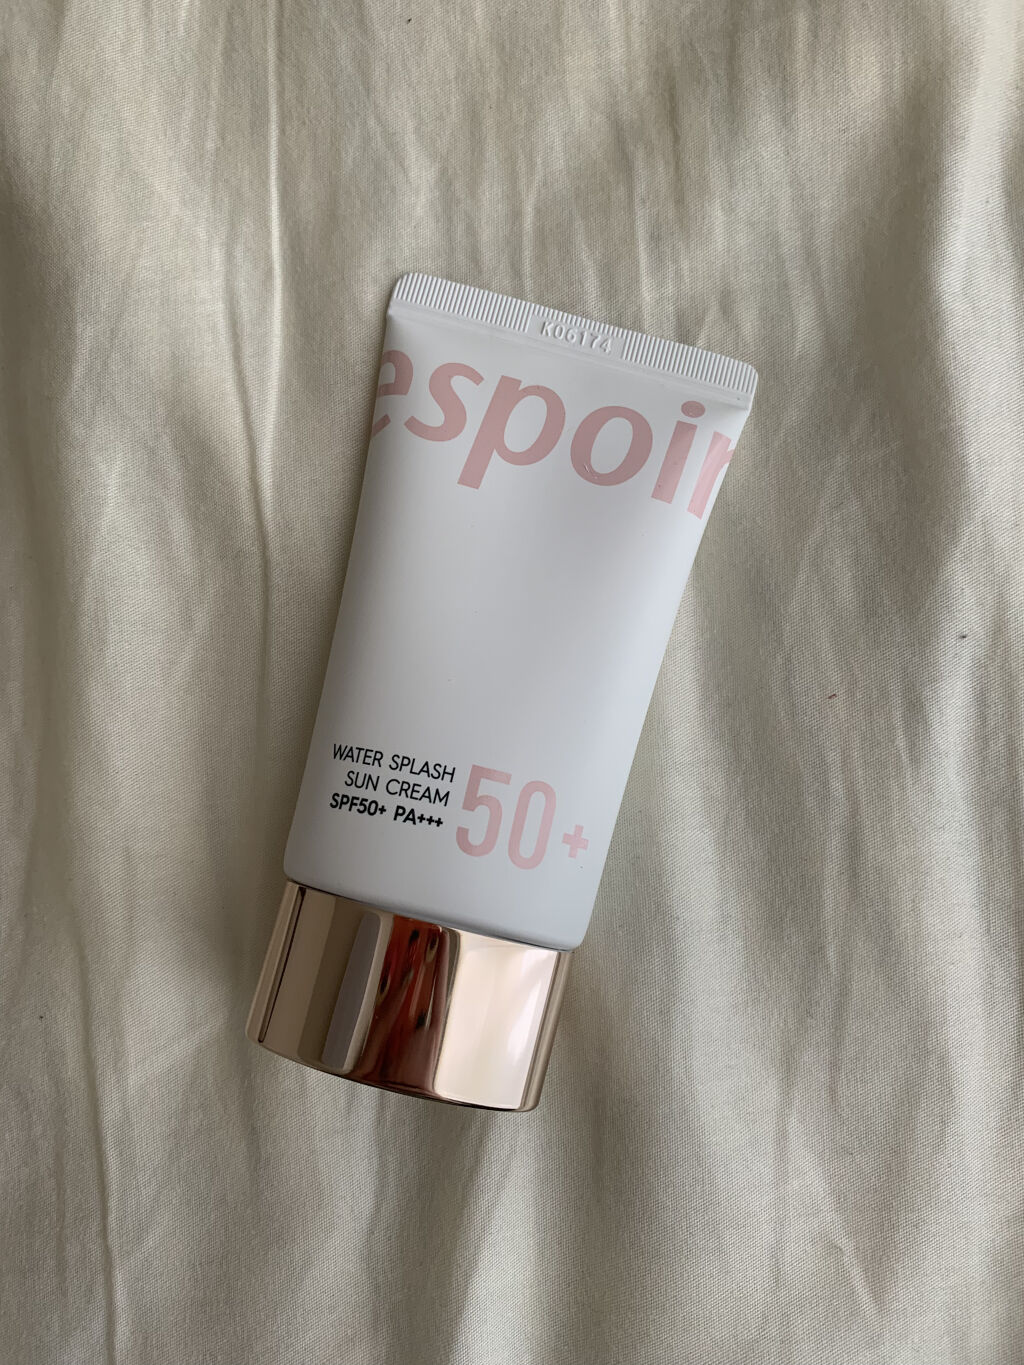 K06174
espoir
WATER SPLASH
SUN CREAM
SPF50+ PA+++
50+